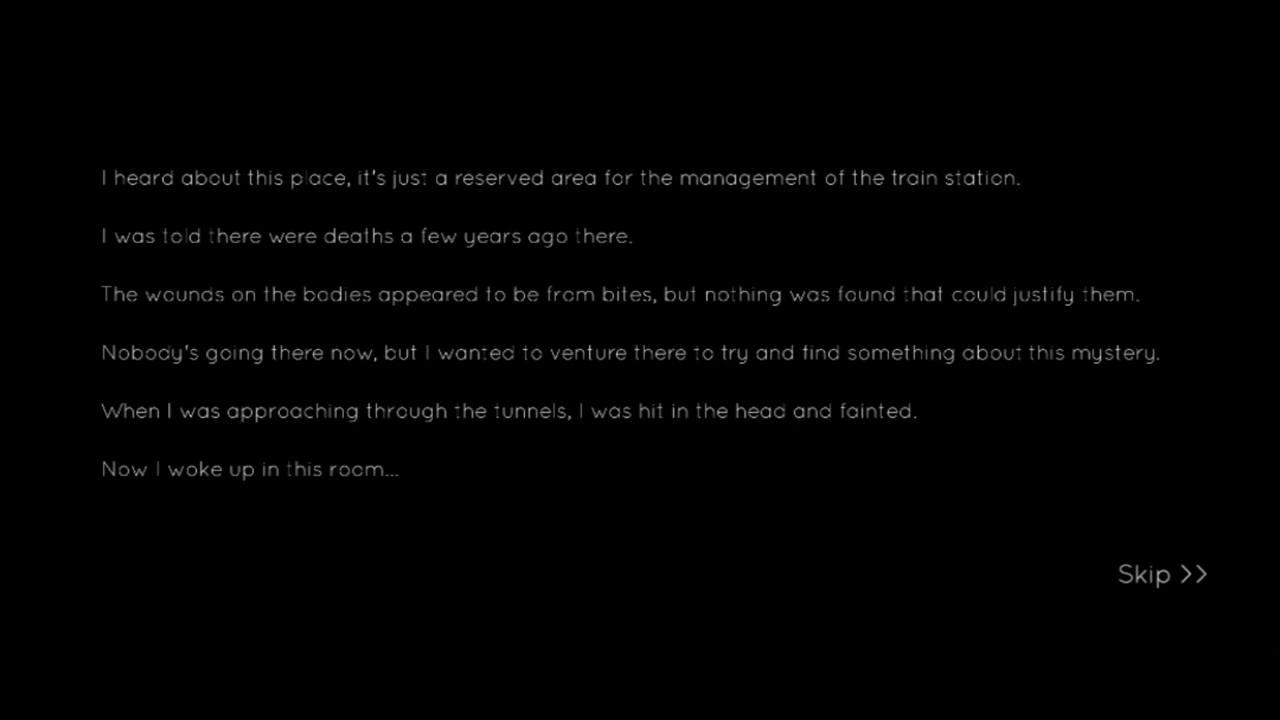 I heard about this place, it's just a reserved area for the management of the train station.
I was told there were deaths a few years ago there.
The wounds on the bodies appeared to be from bites, but nothing was found that could justify them.
Nobody's going there now, but I wanted to venture there to try and find something about this mystery.
When I was approaching through the tunnels, I was hit in the head and fainted.
Now I woke up in this room...
Skip >>